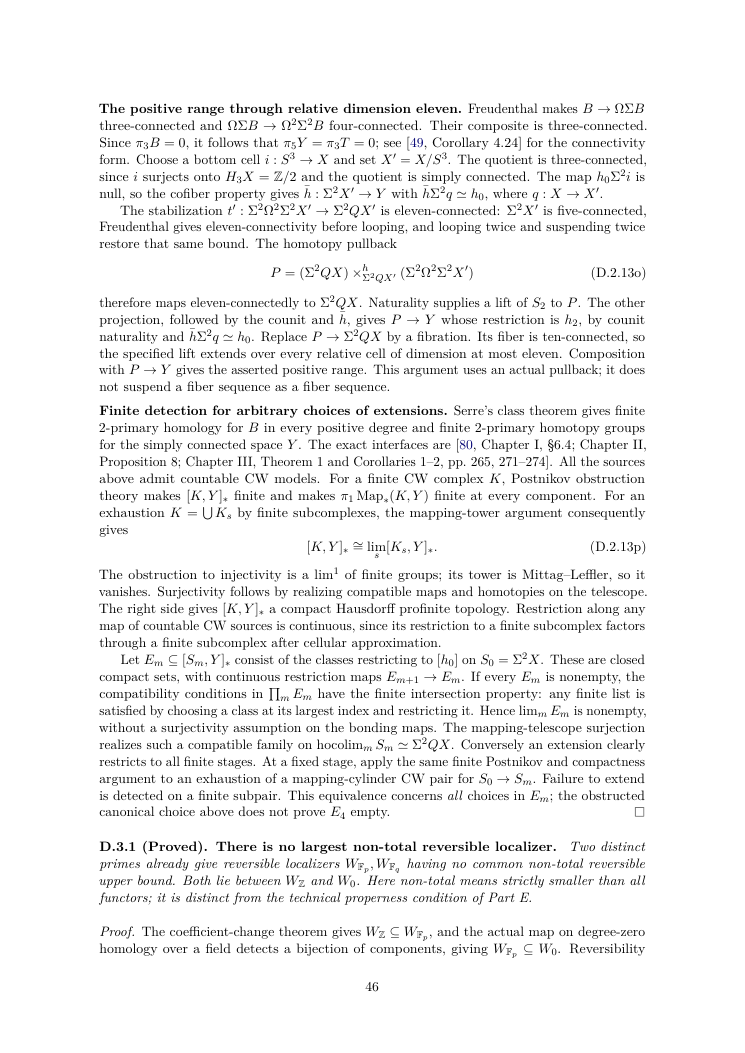 The positive range through relative dimension eleven. Freudenthal makes B → ΩΣB
three-connected and ΩΣB → Ω²Σ²B four-connected. Their composite is three-connected.
Since π₃B = 0, it follows that π₅Y = π₃T = 0; see [49, Corollary 4.24] for the connectivity
form. Choose a bottom cell i : S³ → X and set X′ = X/S³. The quotient is three-connected,
since i surjects onto H₃X = ℤ/2 and the quotient is simply connected. The map h₀Σ²i is
null, so the cofiber property gives h̄ : Σ²X′ → Y with h̄Σ²q ≃ h₀, where q : X → X′.
The stabilization t′ : Σ²Ω²Σ²X′ → Σ²QX′ is eleven-connected: Σ²X′ is five-connected,
Freudenthal gives eleven-connectivity before looping, and looping twice and suspending twice
restore that same bound. The homotopy pullback
P = (Σ²QX) ×ʰ_{Σ²QX′} (Σ²Ω²Σ²X′) (D.2.13o)
therefore maps eleven-connectedly to Σ²QX. Naturality supplies a lift of S₂ to P. The other
projection, followed by the counit and h̄, gives P → Y whose restriction is h₂, by counit
naturality and h̄Σ²q ≃ h₀. Replace P → Σ²QX by a fibration. Its fiber is ten-connected, so
the specified lift extends over every relative cell of dimension at most eleven. Composition
with P → Y gives the asserted positive range. This argument uses an actual pullback; it does
not suspend a fiber sequence as a fiber sequence.
Finite detection for arbitrary choices of extensions. Serre's class theorem gives finite
2-primary homology for B in every positive degree and finite 2-primary homotopy groups
for the simply connected space Y. The exact interfaces are [80, Chapter I, §6.4; Chapter II,
Proposition 8; Chapter III, Theorem 1 and Corollaries 1–2, pp. 265, 271–274]. All the sources
above admit countable CW models. For a finite CW complex K, Postnikov obstruction
theory makes [K, Y]∗ finite and makes π₁ Map∗(K, Y) finite at every component. For an
exhaustion K = ⋃ Kₛ by finite subcomplexes, the mapping-tower argument consequently
gives
[K, Y]∗ ≅ lim_s [Kₛ, Y]∗. (D.2.13p)
The obstruction to injectivity is a lim¹ of finite groups; its tower is Mittag–Leffler, so it
vanishes. Surjectivity follows by realizing compatible maps and homotopies on the telescope.
The right side gives [K, Y]∗ a compact Hausdorff profinite topology. Restriction along any
map of countable CW sources is continuous, since its restriction to a finite subcomplex factors
through a finite subcomplex after cellular approximation.
Let Eₘ ⊆ [Sₘ, Y]∗ consist of the classes restricting to [h₀] on S₀ = Σ²X. These are closed
compact sets, with continuous restriction maps Eₘ₊₁ → Eₘ. If every Eₘ is nonempty, the
compatibility conditions in ∏ₘ Eₘ have the finite intersection property: any finite list is
satisfied by choosing a class at its largest index and restricting it. Hence limₘ Eₘ is nonempty,
without a surjectivity assumption on the bonding maps. The mapping-telescope surjection
realizes such a compatible family on hocolimₘ Sₘ ≃ Σ²QX. Conversely an extension clearly
restricts to all finite stages. At a fixed stage, apply the same finite Postnikov and compactness
argument to an exhaustion of a mapping-cylinder CW pair for S₀ → Sₘ. Failure to extend
is detected on a finite subpair. This equivalence concerns all choices in Eₘ; the obstructed
canonical choice above does not prove E₄ empty. □
D.3.1 (Proved). There is no largest non-total reversible localizer. Two distinct
primes already give reversible localizers W_{𝔽_p}, W_{𝔽_q} having no common non-total reversible
upper bound. Both lie between W_ℤ and W₀. Here non-total means strictly smaller than all
functors; it is distinct from the technical properness condition of Part E.
Proof. The coefficient-change theorem gives W_ℤ ⊆ W_{𝔽_p}, and the actual map on degree-zero
homology over a field detects a bijection of components, giving W_{𝔽_p} ⊆ W₀. Reversibility
46